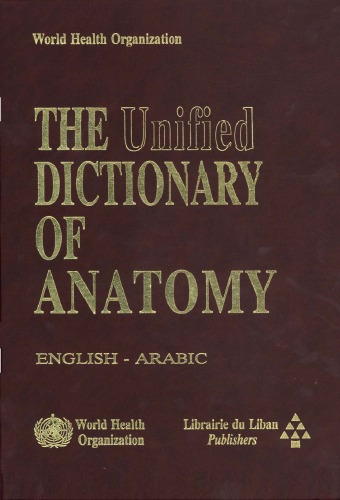 World Health Organization
THE Unified
DICTIONARY
OF
ANATOMY
ENGLISH - ARABIC
World Health
Organization
Librairie du Liban
Publishers